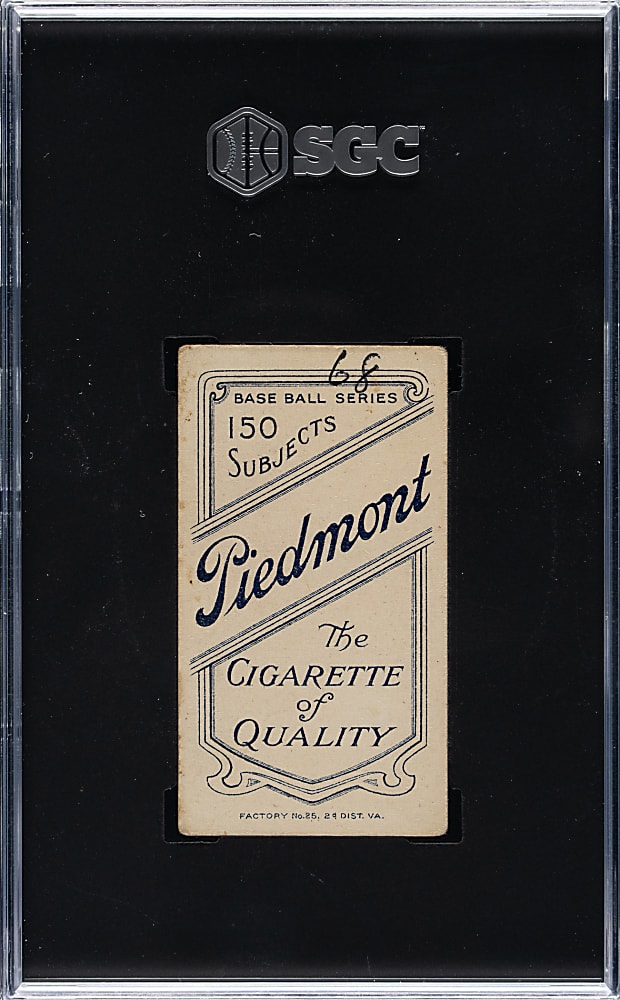 SGC
68
BASE BALL SERIES
150
SUBJECTS
Piedmont
The
CIGARETTE
of
QUALITY
FACTORY No.25, 2d DIST. VA.